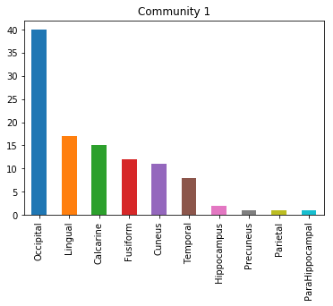 Community 1
40
35
30
25
20
15
10
5
0
Occipital
Lingual
Calcarine
Fusiform
Cuneus
Temporal
Hippocampus
Precuneus
Parietal
ParaHippocampal